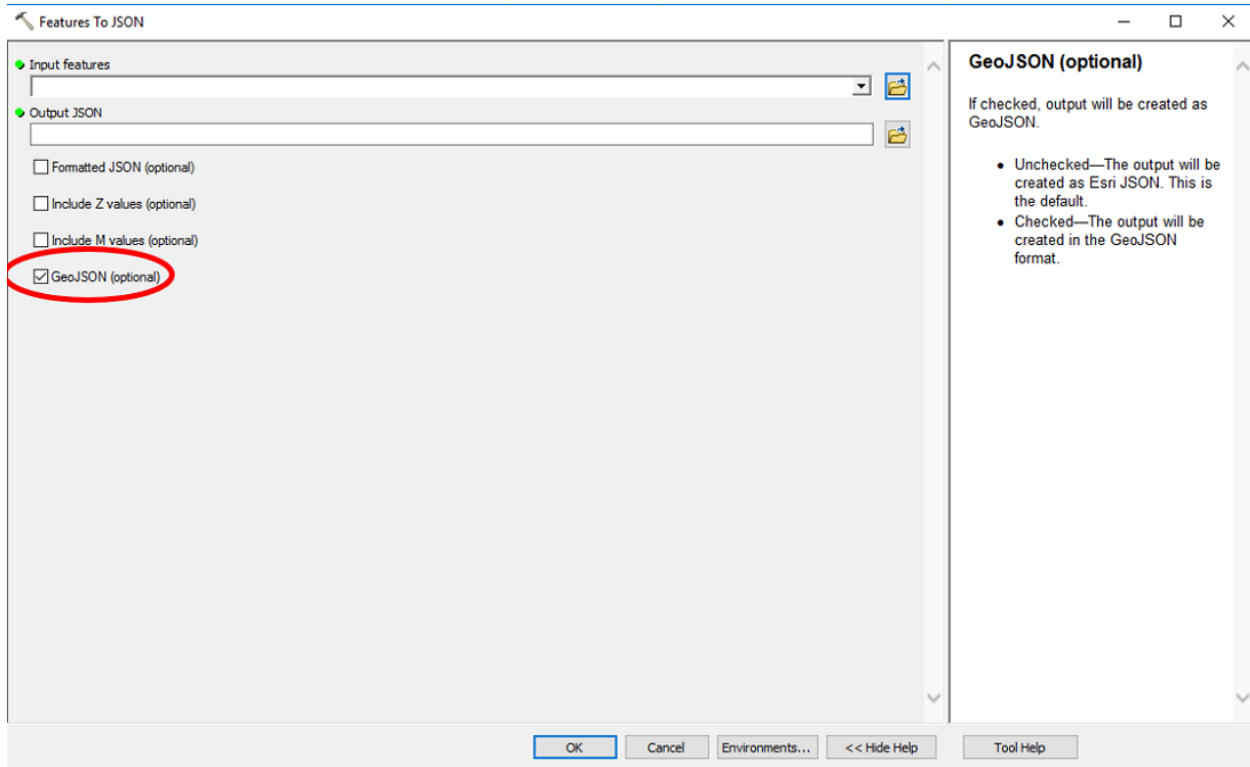 Features To JSON
Input features
Output JSON
Formatted JSON (optional)
Include Z values (optional)
Include M values (optional)
GeoJSON (optional)
OK
Cancel
Environments...
<< Hide Help
Tool Help
GeoJSON (optional)
If checked, output will be created as
GeoJSON.
• Unchecked—The output will be
created as Esri JSON. This is
the default.
• Checked—The output will be
created in the GeoJSON
format.